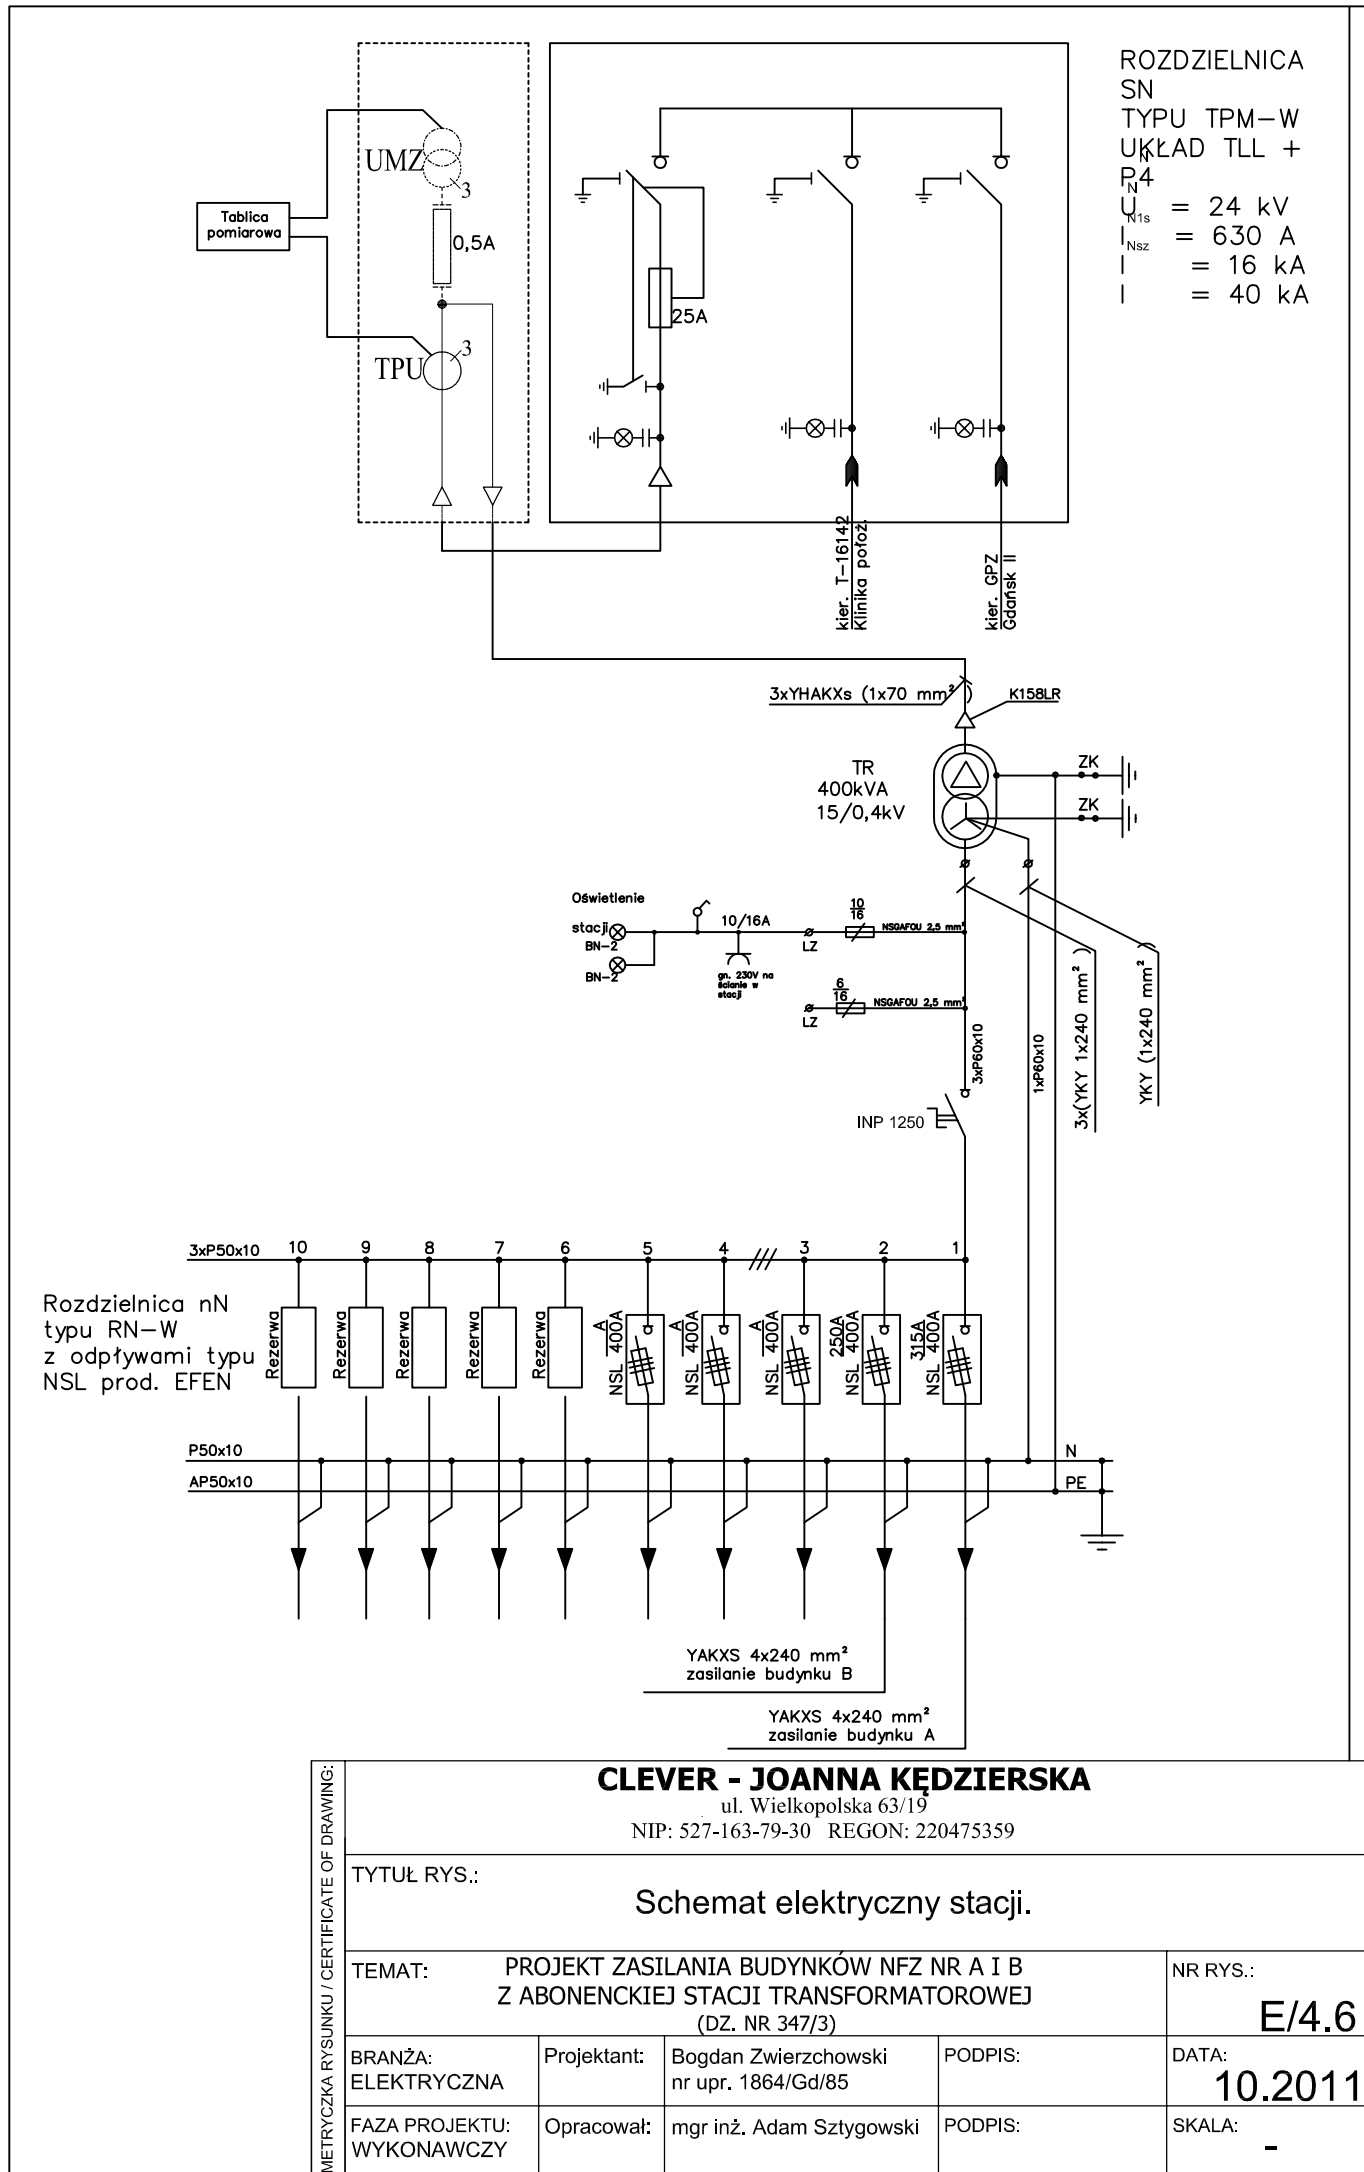 ROZDZIELNICA
SN
TYPU TPM-W
UKŁAD TLL +
P4
N
U
N
= 24 kV
I
N1s
= 630 A
I
Nsz
= 16 kA
I
= 40 kA
UMZ
3
0,5A
Tablica
pomiarowa
TPU
3
25A
kier. T-16142
Klinika położ.
kier. GPZ
Gdańsk II
3xYHAKXs (1x70 mm²)
K158LR
TR
400kVA
15/0,4kV
ZK
ZK
Oświetlenie
stacji
BN-2
BN-2
10/16A
gn. 230V na
ścianie w
stacji
LZ
10
16
NSGAFOU 2,5 mm²
LZ
6
16
NSGAFOU 2,5 mm²
3xP60x10
1xP60x10
3x(YKY 1x240 mm²)
YKY (1x240 mm²)
INP 1250
3xP50x10
10 9 8 7 6 5 4 3 2 1
Rozdzielnica nN
typu RN-W
z odpływami typu
NSL prod. EFEN
Rezerwa
Rezerwa
Rezerwa
Rezerwa
Rezerwa
A
NSL 400A
A
NSL 400A
A
NSL 400A
250A
NSL 400A
315A
NSL 400A
P50x10
N
AP50x10
PE
YAKXS 4x240 mm²
zasilanie budynku B
YAKXS 4x240 mm²
zasilanie budynku A
METRYCZKA RYSUNKU / CERTIFICATE OF DRAWING:
CLEVER - JOANNA KĘDZIERSKA
ul. Wielkopolska 63/19
NIP: 527-163-79-30 REGON: 220475359
TYTUŁ RYS.:
Schemat elektryczny stacji.
TEMAT:
PROJEKT ZASILANIA BUDYNKÓW NFZ NR A I B
Z ABONENCKIEJ STACJI TRANSFORMATOROWEJ
(DZ. NR 347/3)
NR RYS.:
E/4.6
BRANŻA:
ELEKTRYCZNA
Projektant:
Bogdan Zwierzchowski
nr upr. 1864/Gd/85
PODPIS:
DATA:
10.2011
FAZA PROJEKTU:
WYKONAWCZY
Opracował:
mgr inż. Adam Sztygowski
PODPIS:
SKALA:
-